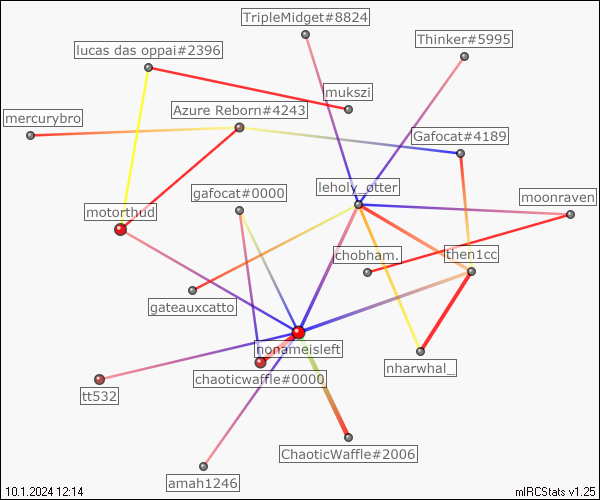 TripleMidget#8824
Thinker#5995
lucas das oppai#2396
mukszi
mercurybro
Azure Reborn#4243
Gafocat#4189
gafocat#0000
leholy_otter
moonraven
motorthud
chobham.
then1cc
gateauxcatto
nonameisleft
nharwhal_
chaoticwaffle#0000
tt532
ChaoticWaffle#2006
amah1246
10.1.2024 12:14
mIRCStats v1.25